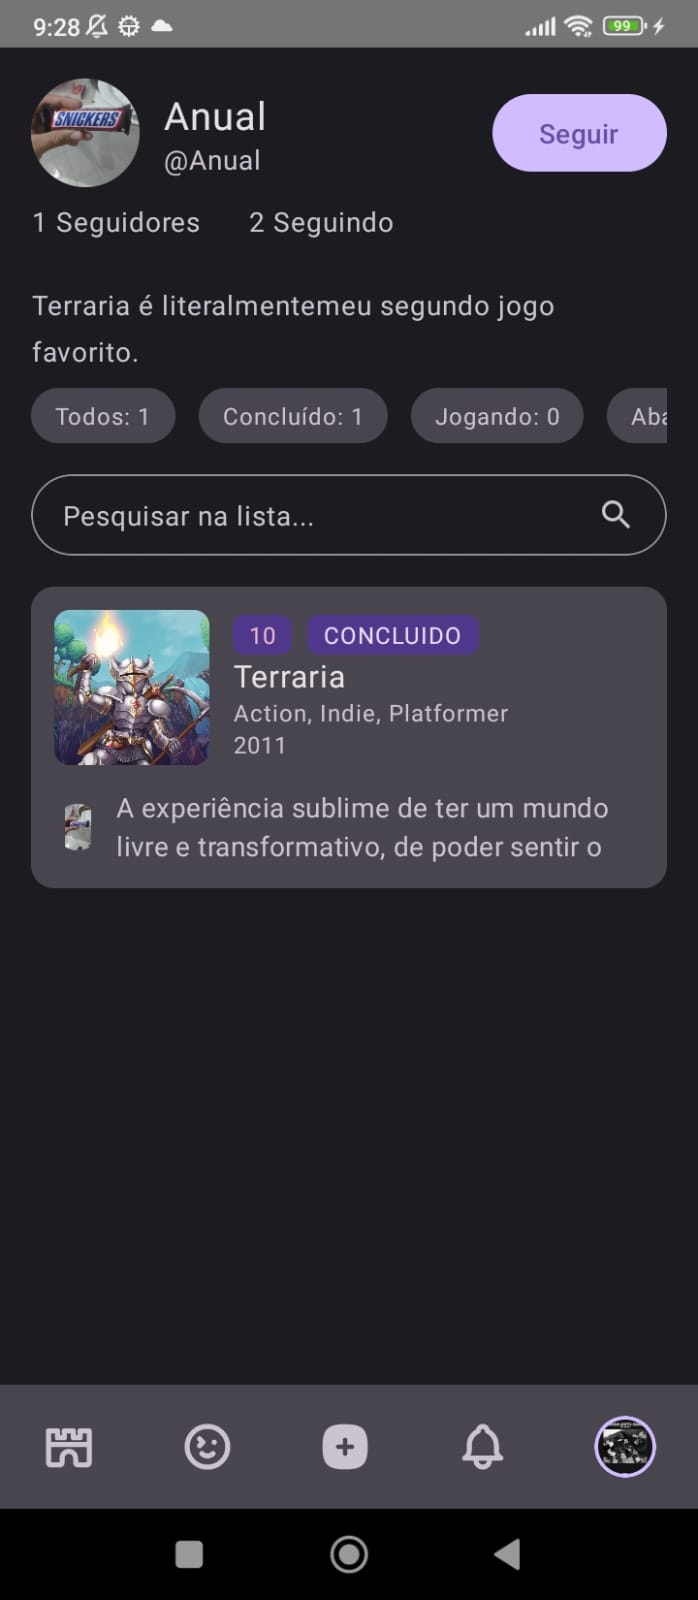 9:28
99
SNICKERS
Anual
@Anual
Seguir
1 Seguidores
2 Seguindo
Terraria é literalmentemeu segundo jogo
favorito.
Todos: 1
Concluído: 1
Jogando: 0
Aba
Pesquisar na lista...
10
CONCLUIDO
Terraria
Action, Indie, Platformer
2011
A experiência sublime de ter um mundo
livre e transformativo, de poder sentir o